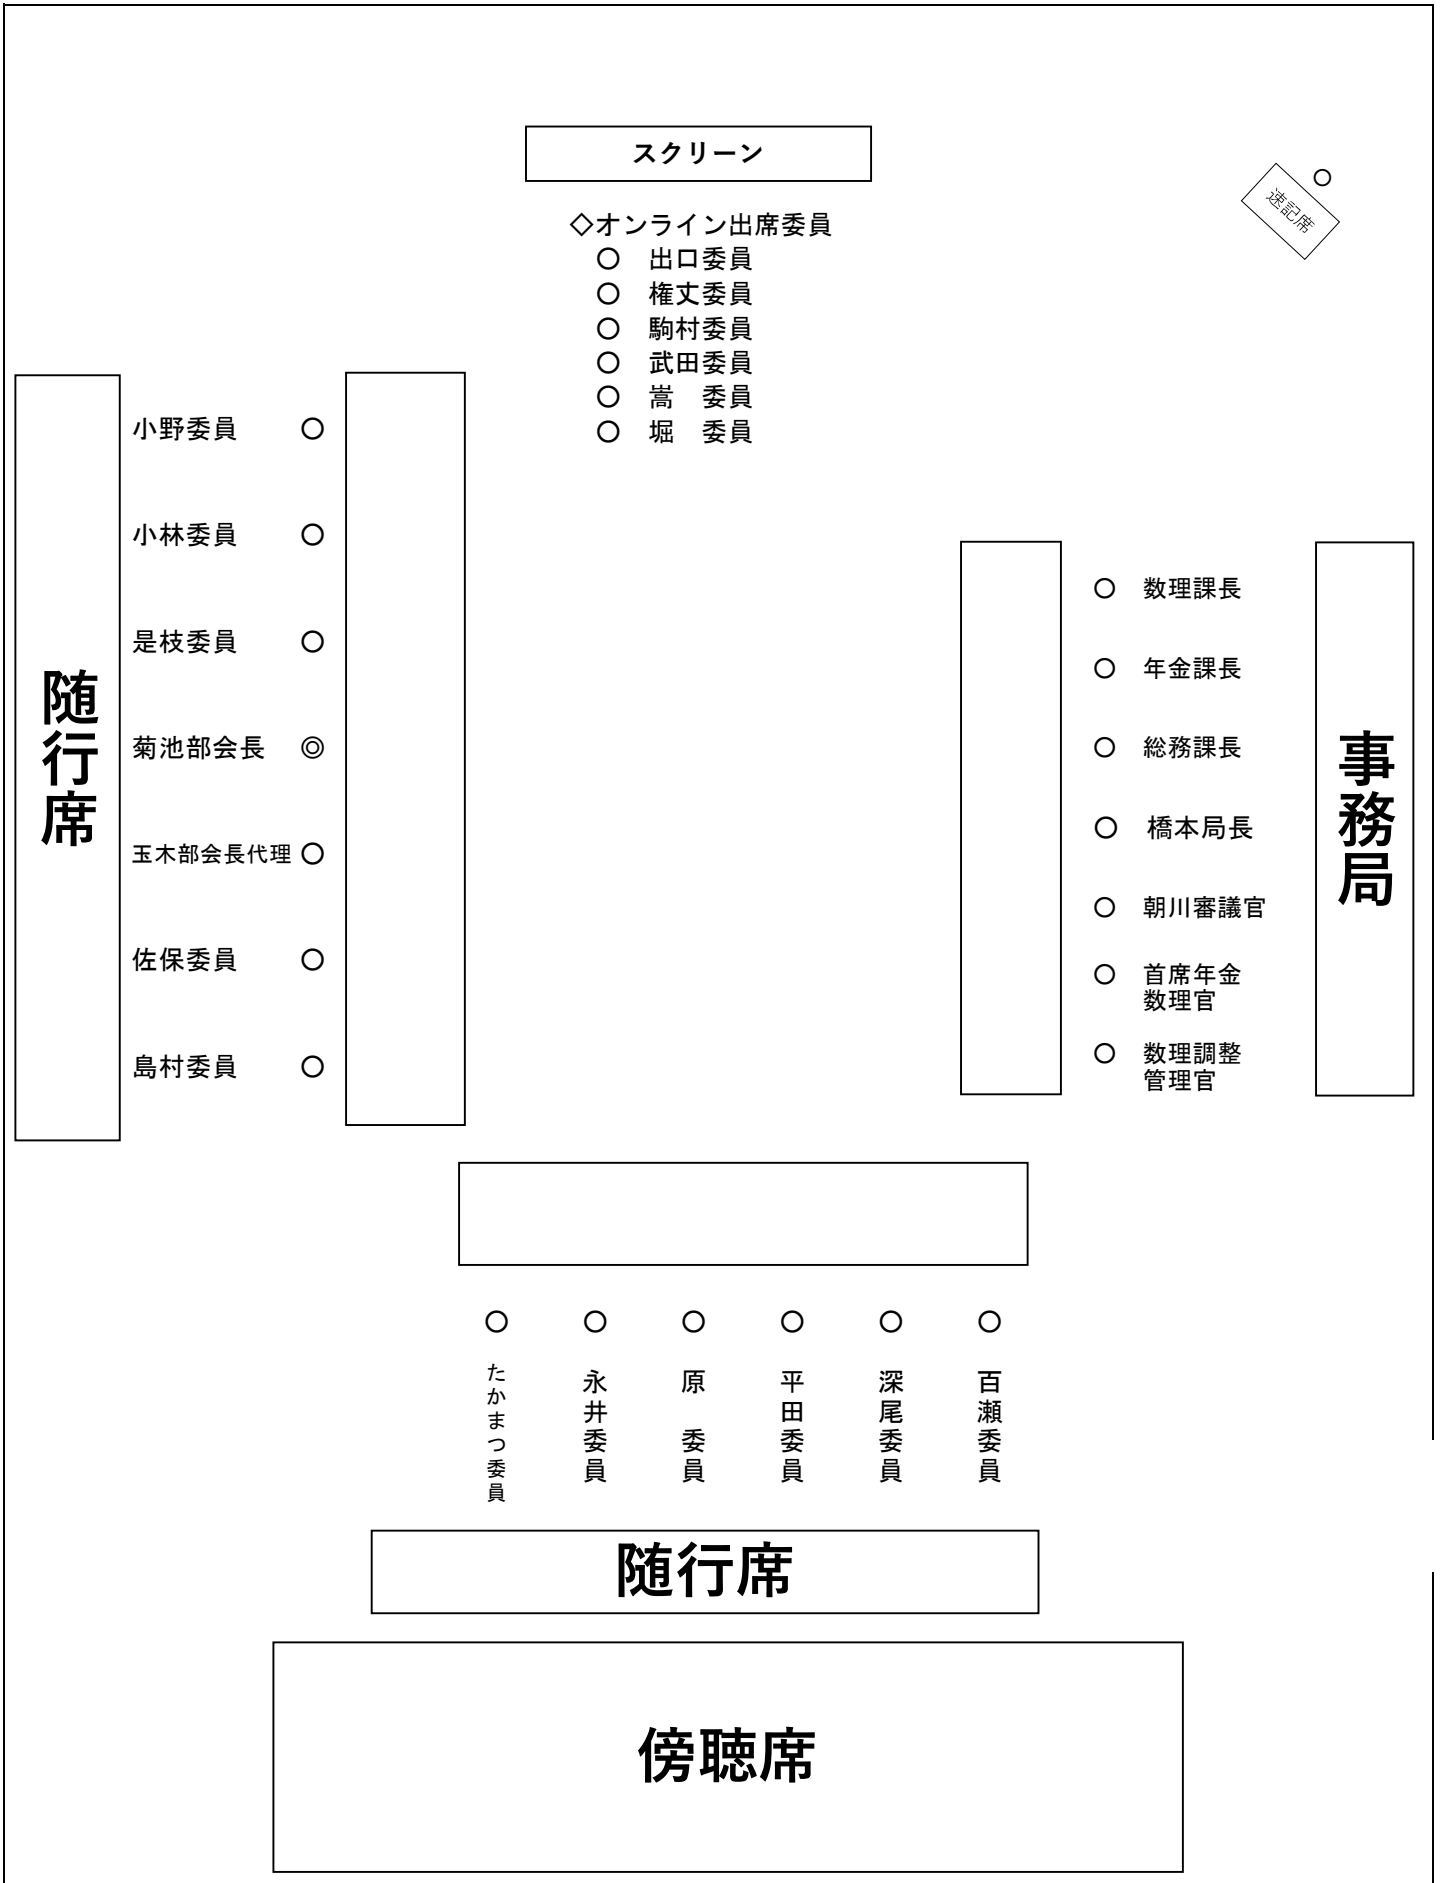 スクリーン
速記席
◇オンライン出席委員
○　出口委員
○　権丈委員
○　駒村委員
○　武田委員
○　嵩　委員
○　堀　委員
随行席
小野委員　○
小林委員　○
是枝委員　○
菊池部会長　◎
玉木部会長代理　○
佐保委員　○
島村委員　○
○　数理課長
○　年金課長
○　総務課長
○　橋本局長
○　朝川審議官
○　首席年金
数理官
○　数理調整
管理官
事務局
○　たかまつ委員
○　永井委員
○　原　委員
○　平田委員
○　深尾委員
○　百瀬委員
随行席
傍聴席